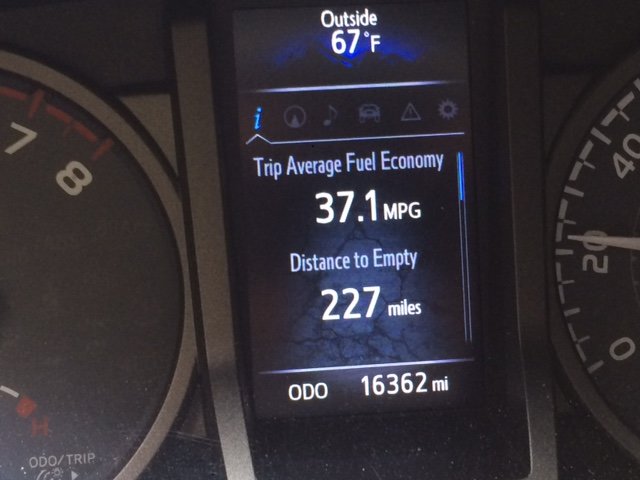 Outside
67°F
i
Trip Average Fuel Economy
37.1 MPG
Distance to Empty
227 miles
ODO 16362 mi
7
8
H
ODO/TRIP
40
20
0